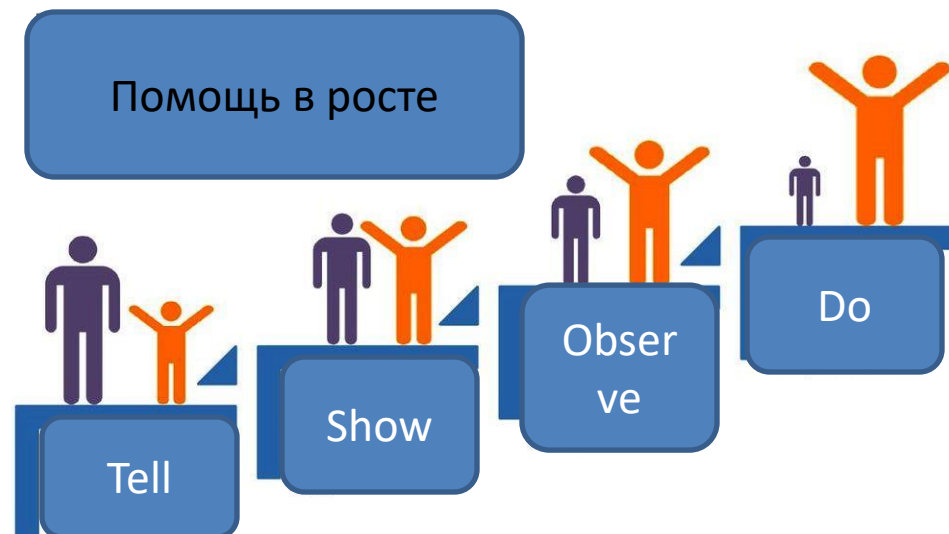 Помощь в росте
Tell
Show
Obser
ve
Do